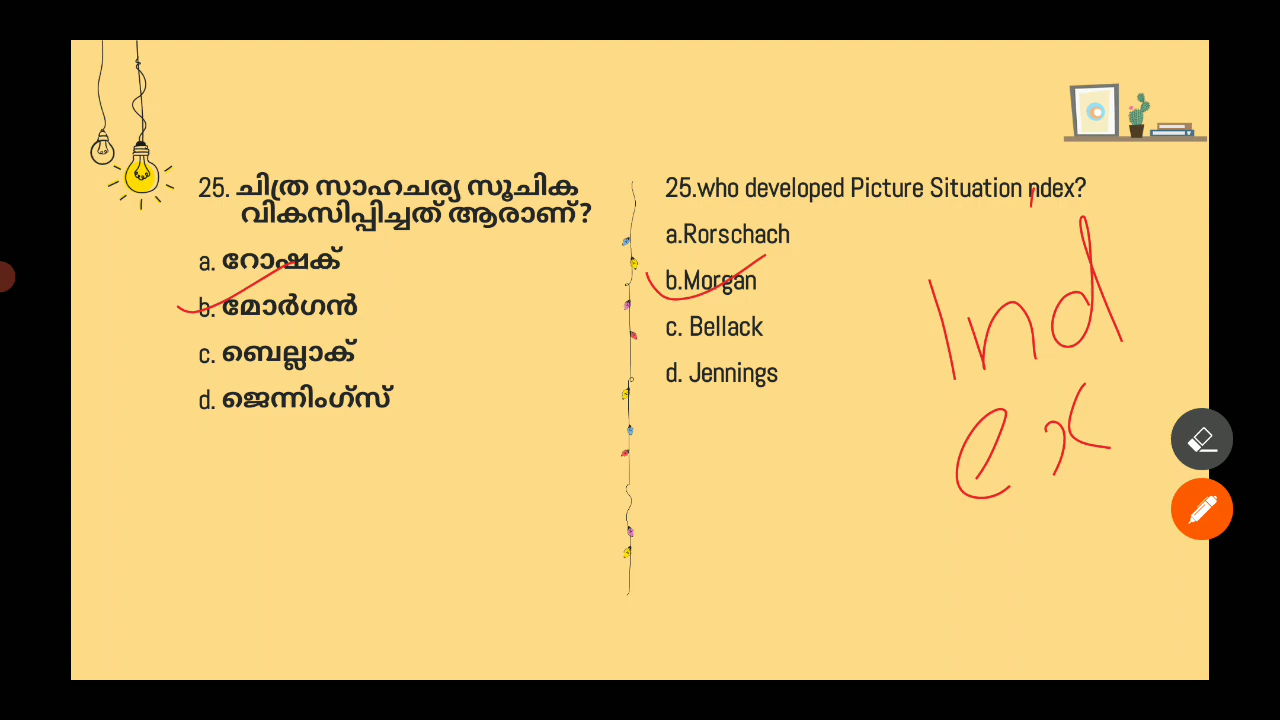 25. ചിത്ര സാഹചര്യ സൂചിക
വികസിപ്പിച്ചത് ആരാണ്?
a. റോഷക്
b. മോർഗൻ
c. ബെല്ലാക്
d. ജെന്നിംഗ്സ്
25.who developed Picture Situation ndex?
a.Rorschach
b.Morgan
c. Bellack
d. Jennings
Ind
ex